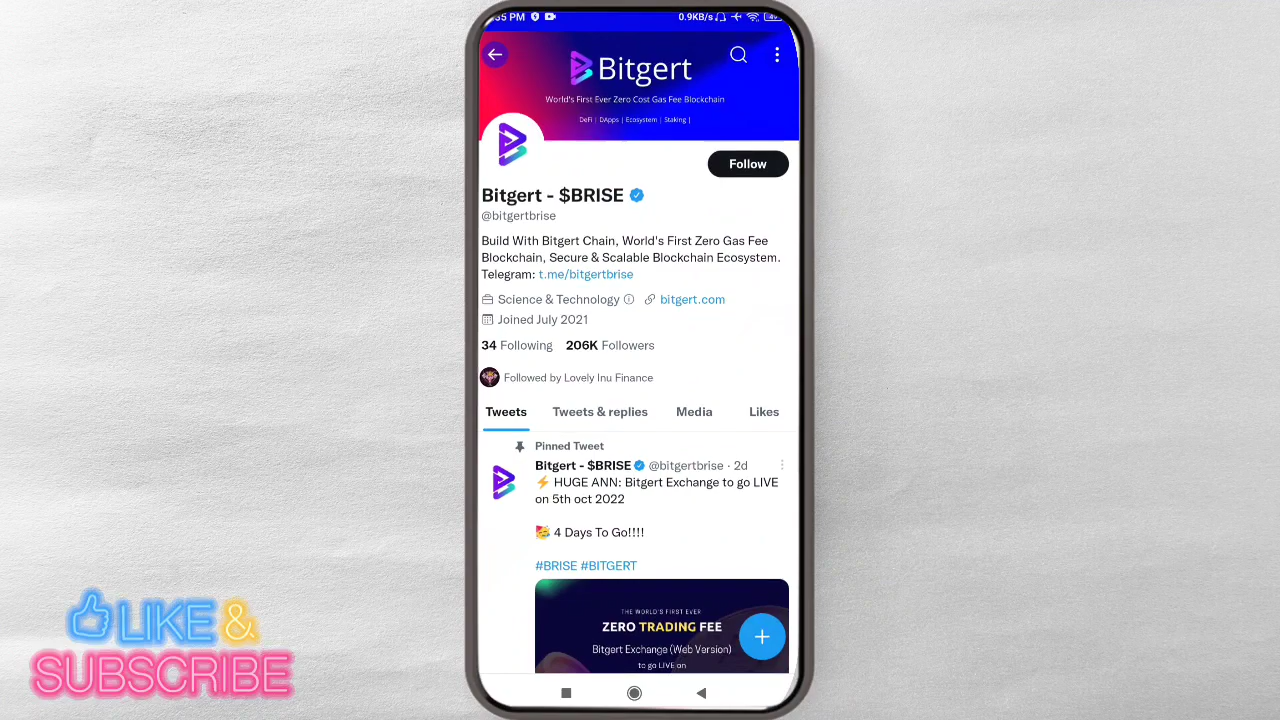 35 PM 0.9KB/s
Bitgert
World's First Ever Zero Cost Gas Fee Blockchain
DeFi | DApps | Ecosystem | Staking |
Follow
Bitgert - $BRISE
@bitgertbrise
Build With Bitgert Chain, World's First Zero Gas Fee
Blockchain, Secure & Scalable Blockchain Ecosystem.
Telegram: t.me/bitgertbrise
Science & Technology bitgert.com
Joined July 2021
34 Following 206K Followers
Followed by Lovely Inu Finance
Tweets Tweets & replies Media Likes
Pinned Tweet
Bitgert - $BRISE @bitgertbrise · 2d
⚡ HUGE ANN: Bitgert Exchange to go LIVE
on 5th oct 2022
🥳 4 Days To Go!!!!
#BRISE #BITGERT
THE WORLD'S FIRST EVER
ZERO TRADING FEE
Bitgert Exchange (Web Version)
to go LIVE on
LIKE &
SUBSCRIBE